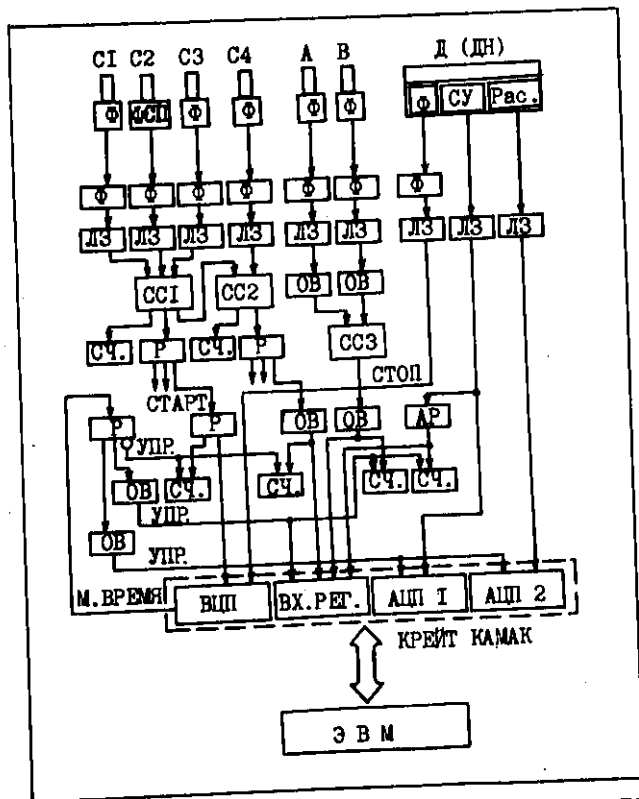 С1 С2 С3 С4 А В Д (ДН)
Ф ФСП Ф Ф Ф Ф Ф СУ Рас.
Ф Ф Ф Ф Ф Ф Ф
ЛЗ ЛЗ ЛЗ ЛЗ ЛЗ ЛЗ ЛЗ ЛЗ ЛЗ
СС1 СС2 ОВ ОВ
СЧ. Р СЧ. Р СС3
СТОП
СТАРТ
Р Р ОВ ОВ АР
УПР.
ОВ СЧ. СЧ. СЧ. СЧ.
УПР.
ОВ
УПР.
М.ВРЕМЯ ВЦП ВХ.РЕГ. АЦП I АЦП 2
КРЕЙТ КАМАК
Э В М